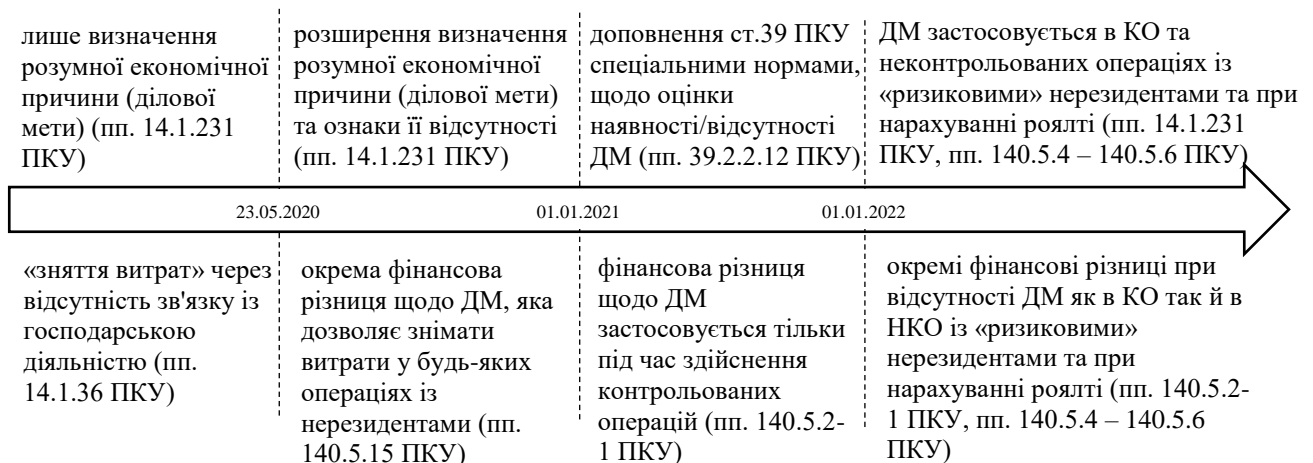 лише визначення
розумної економічної
причини (ділової
мети) (пп. 14.1.231
ПКУ)
розширення визначення
розумної економічної
причини (ділової мети)
та ознаки її відсутності
(пп. 14.1.231 ПКУ)
доповнення ст.39 ПКУ
спеціальними нормами,
щодо оцінки
наявності/відсутності
ДМ (пп. 39.2.2.12 ПКУ)
ДМ застосовується в КО та
неконтрольованих операціях із
«ризиковими» нерезидентами та при
нарахуванні роялті (пп. 14.1.231
ПКУ, пп. 140.5.4 – 140.5.6 ПКУ)
23.05.2020
01.01.2021
01.01.2022
«зняття витрат» через
відсутність зв'язку із
господарською
діяльністю (пп.
14.1.36 ПКУ)
окрема фінансова
різниця щодо ДМ, яка
дозволяє знімати
витрати у будь-яких
операціях із
нерезидентами (пп.
140.5.15 ПКУ)
фінансова різниця
щодо ДМ
застосовується тільки
під час здійснення
контрольованих
операцій (пп. 140.5.2-
1 ПКУ)
окремі фінансові різниці при
відсутності ДМ як в КО так й в
НКО із «ризиковими»
нерезидентами та при
нарахуванні роялті (пп. 140.5.2-
1 ПКУ, пп. 140.5.4 – 140.5.6
ПКУ)